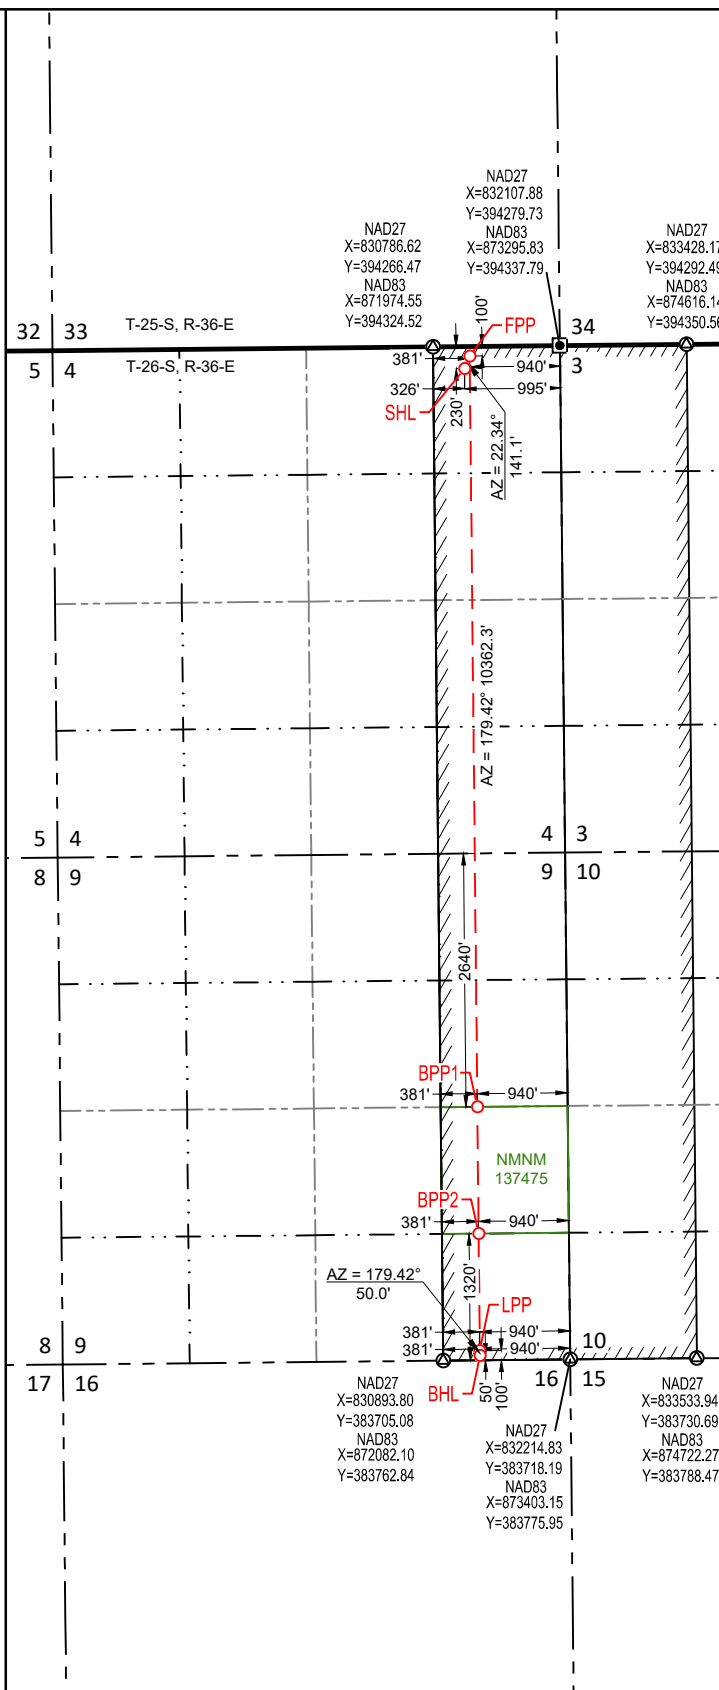 NAD27
X=832107.88
Y=394279.73
NAD83
X=873295.83
Y=394337.79
NAD27
X=830786.62
Y=394266.47
NAD83
X=871974.55
Y=394324.52
NAD27
X=833428.17
Y=394292.49
NAD83
X=874616.14
Y=394350.56
32 33
T-25-S, R-36-E
100'
FPP
34
5 4
T-26-S, R-36-E
381'
940'
3
326'
995'
SHL
230'
AZ = 22.34°
141.1'
AZ = 179.42° 10362.3'
5 4
4 3
8 9
9 10
2640'
BPP1
381'
940'
NMNM
137475
BPP2
381'
940'
1320'
AZ = 179.42°
50.0'
LPP
381'
940'
381'
940'
8 9
10
17 16
16 15
BHL
50'
100'
NAD27
X=830893.80
Y=383705.08
NAD83
X=872082.10
Y=383762.84
NAD27
X=832214.83
Y=383718.19
NAD83
X=873403.15
Y=383775.95
NAD27
X=833533.94
Y=383730.69
NAD83
X=874722.27
Y=383788.47